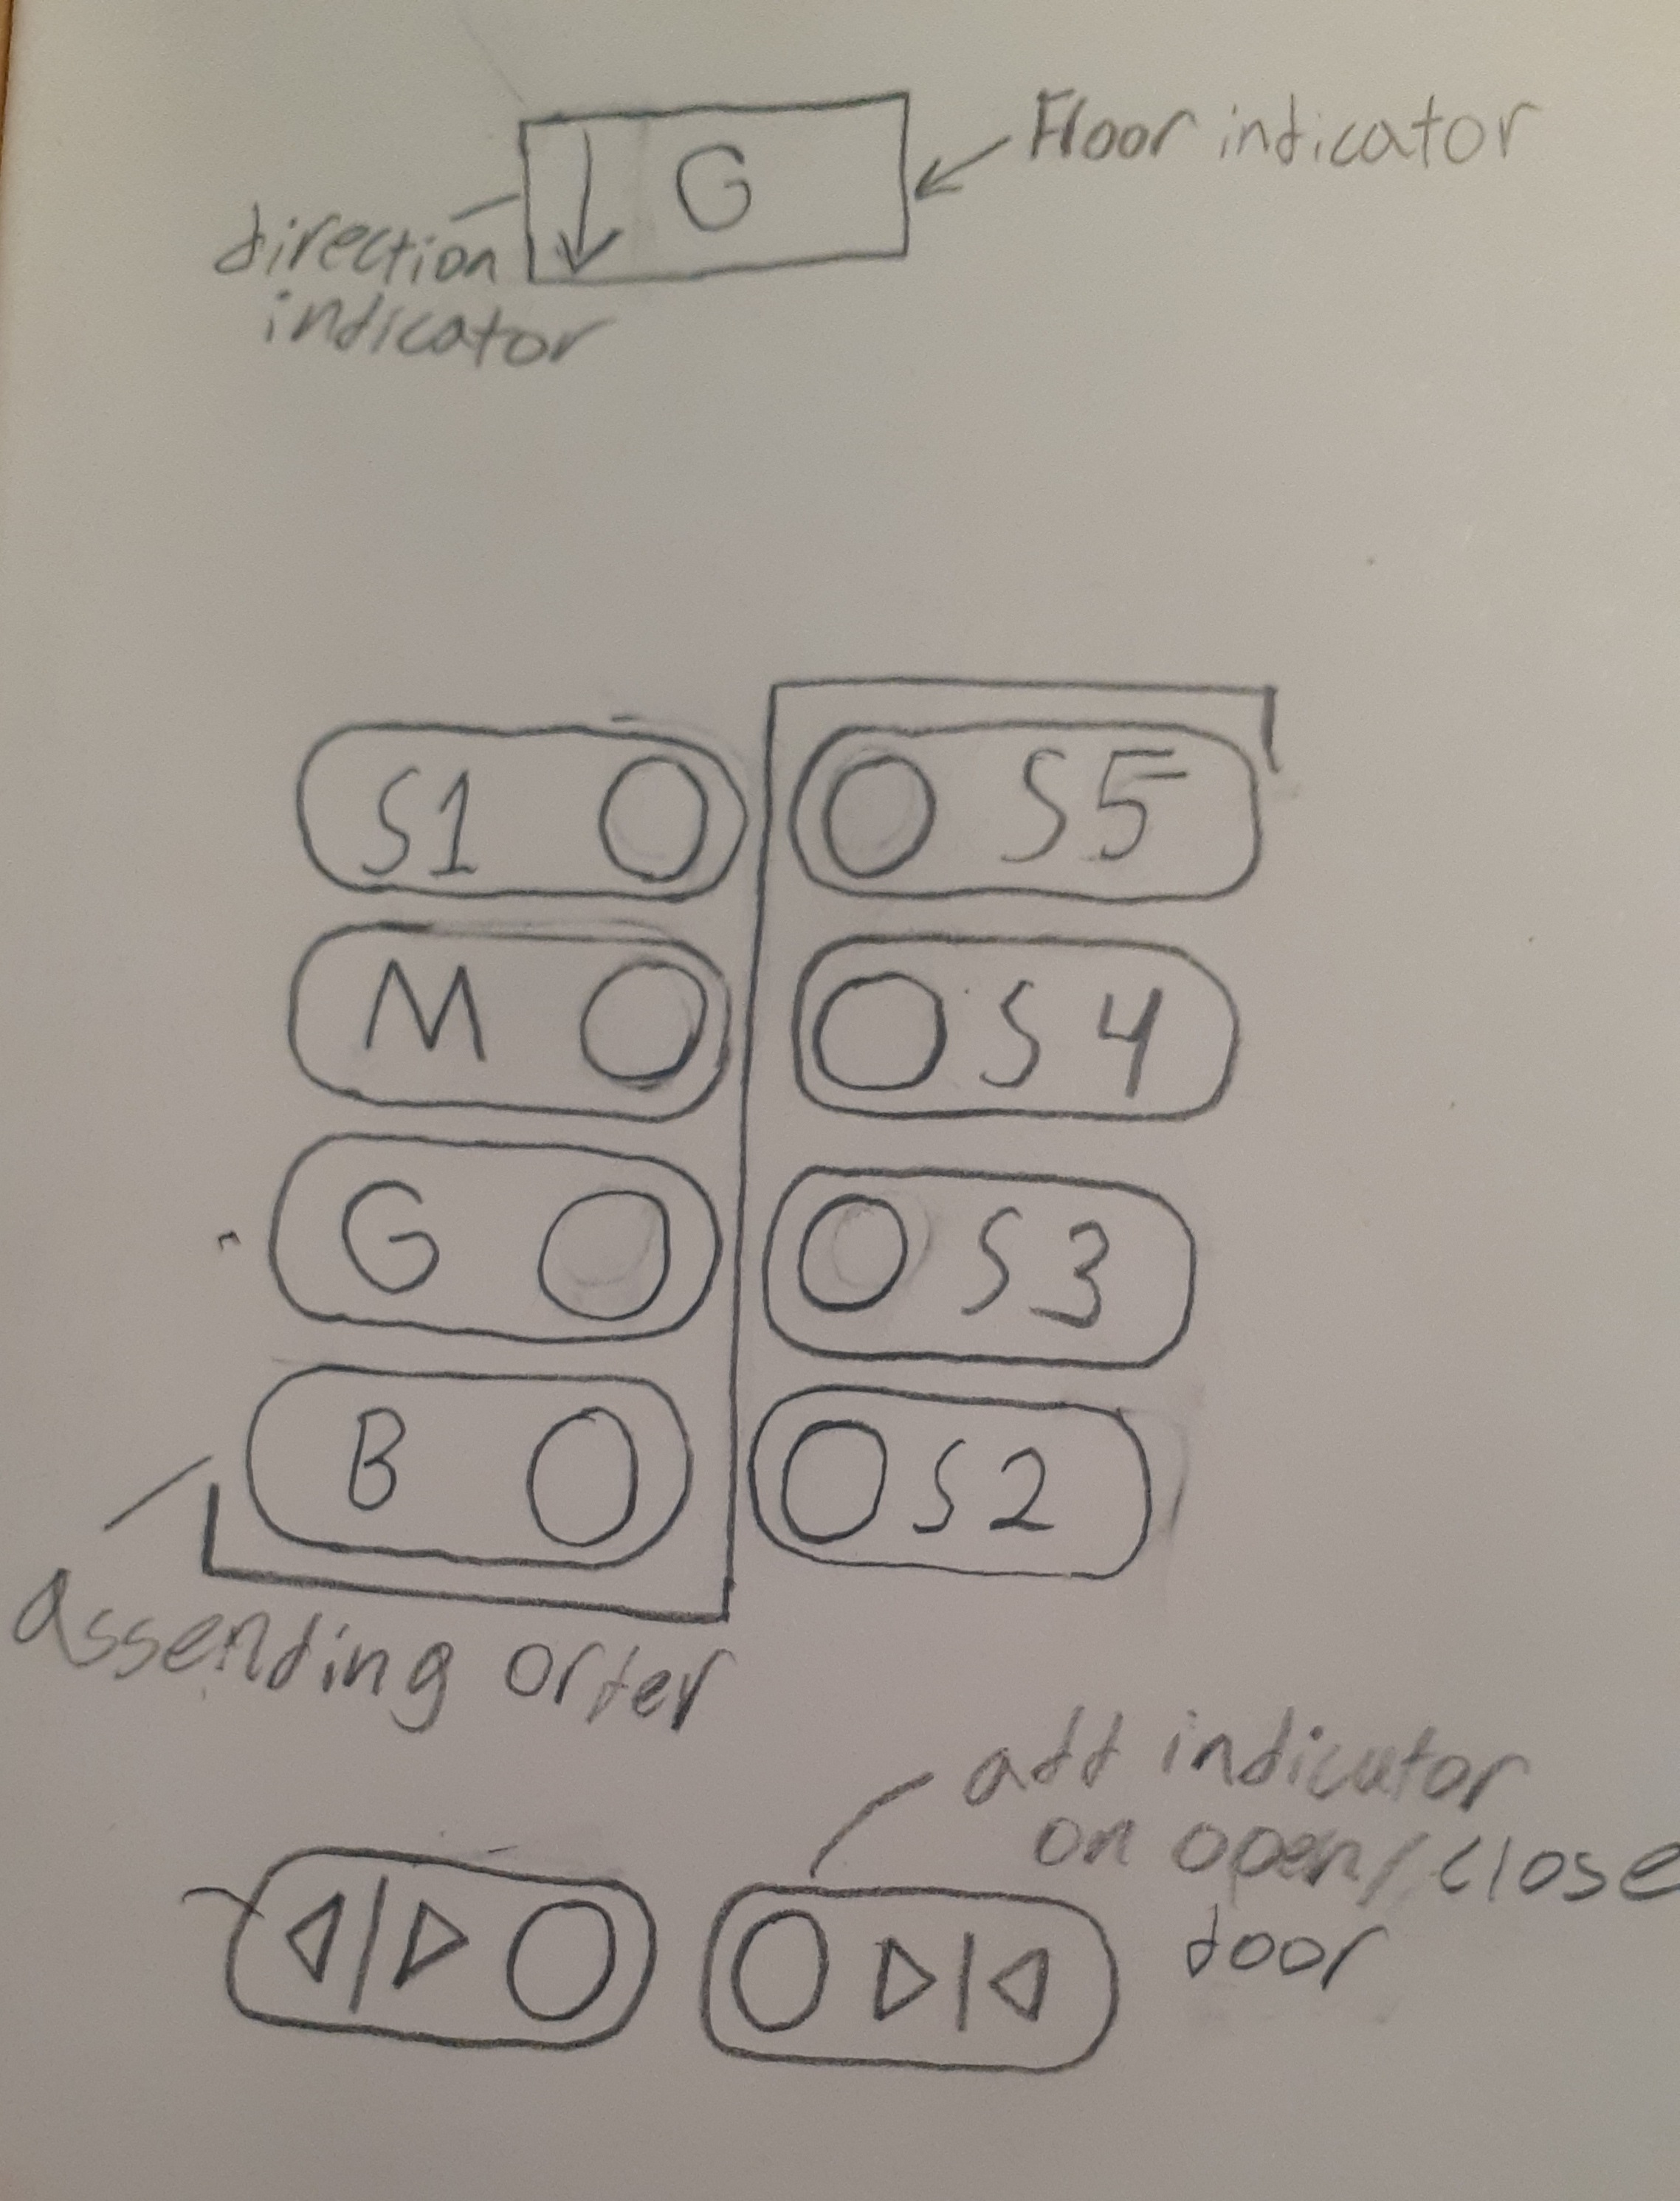 G
Floor indicator
direction
indicator
S1
S5
M
S4
G
S3
B
S2
Assending order
add indicator
on open/close
door